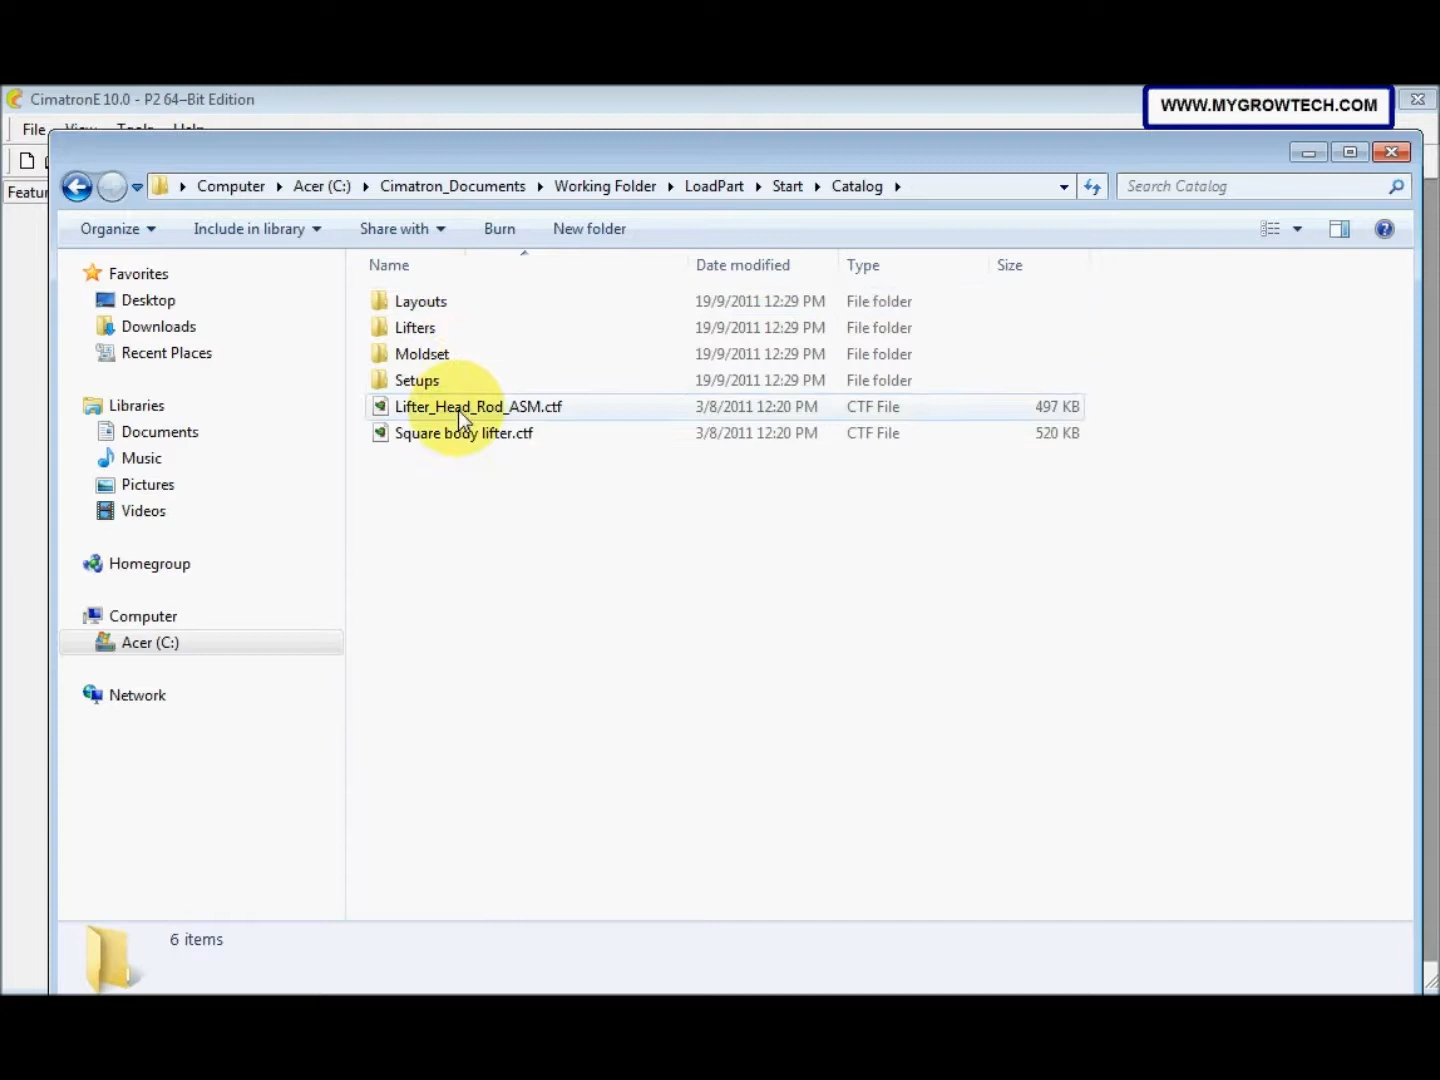 CimatronE 10.0 - P2 64–Bit Edition
WWW.MYGROWTECH.COM
File View Tools Help
Computer Acer (C:) Cimatron_Documents Working Folder LoadPart Start Catalog
Search Catalog
Featur
Organize Include in library Share with Burn New folder
Name Date modified Type Size
Favorites
Desktop
Downloads
Recent Places
Libraries
Documents
Music
Pictures
Videos
Homegroup
Computer
Acer (C:)
Network
Layouts 19/9/2011 12:29 PM File folder
Lifters 19/9/2011 12:29 PM File folder
Moldset 19/9/2011 12:29 PM File folder
Setups 19/9/2011 12:29 PM File folder
Lifter_Head_Rod_ASM.ctf 3/8/2011 12:20 PM CTF File 497 KB
Square body lifter.ctf 3/8/2011 12:20 PM CTF File 520 KB
6 items